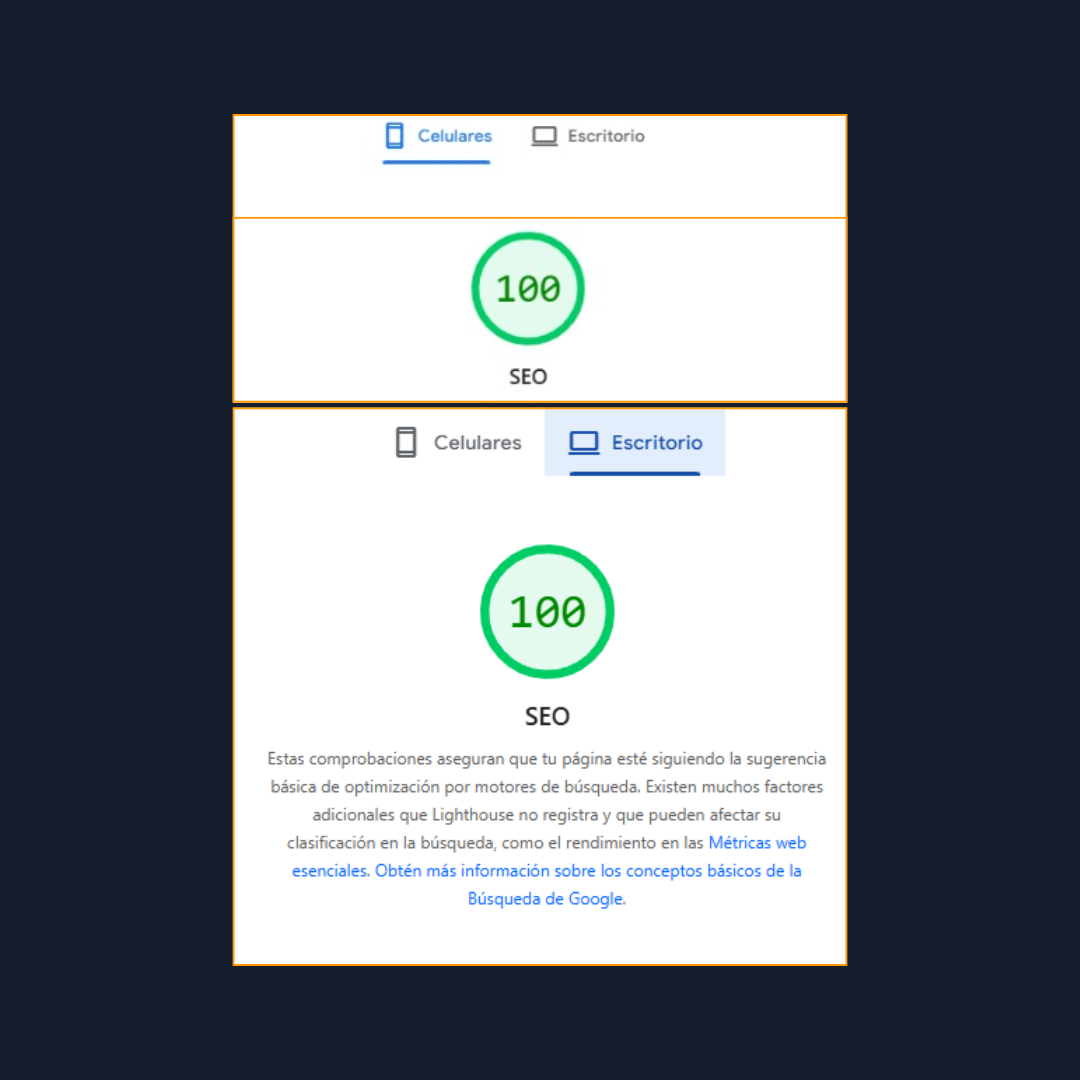 Celulares Escritorio
100
SEO
Celulares Escritorio
100
SEO
Estas comprobaciones aseguran que tu página esté siguiendo la sugerencia
básica de optimización por motores de búsqueda. Existen muchos factores
adicionales que Lighthouse no registra y que pueden afectar su
clasificación en la búsqueda, como el rendimiento en las Métricas web
esenciales. Obtén más información sobre los conceptos básicos de la
Búsqueda de Google.